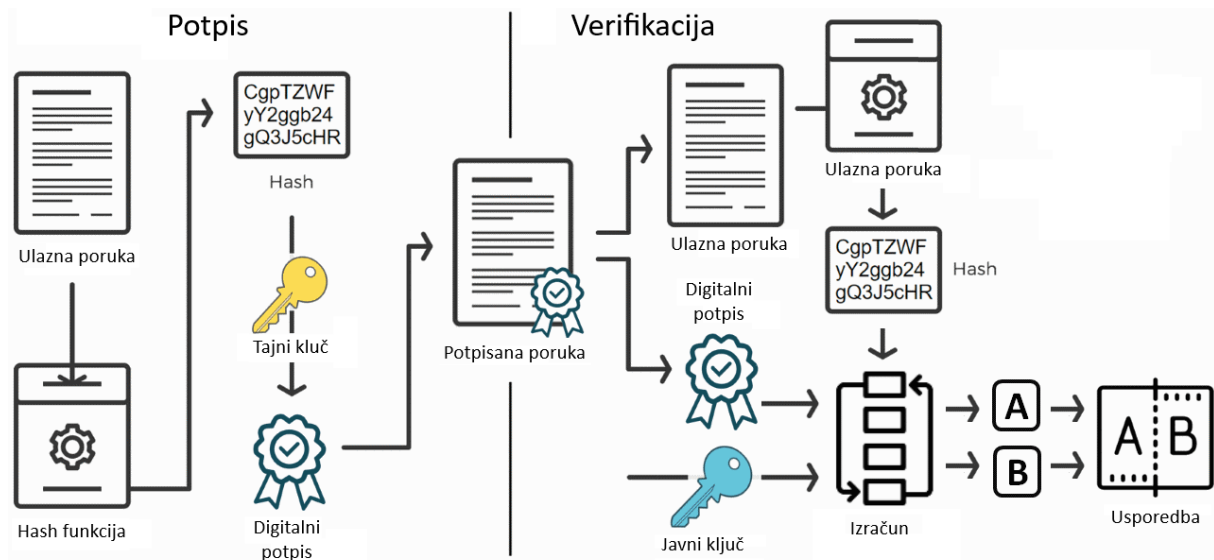 Potpis
Verifikacija
Ulazna poruka
CgpTZWF
yY2ggb24
gQ3J5cHR
Hash
Tajni kluč
Hash funkcija
Digitalni
potpis
Potpisana poruka
Ulazna poruka
Ulazna poruka
CgpTZWF
yY2ggb24
gQ3J5cHR
Hash
Digitalni
potpis
Javni ključ
Izračun
A
B
A B
Usporedba